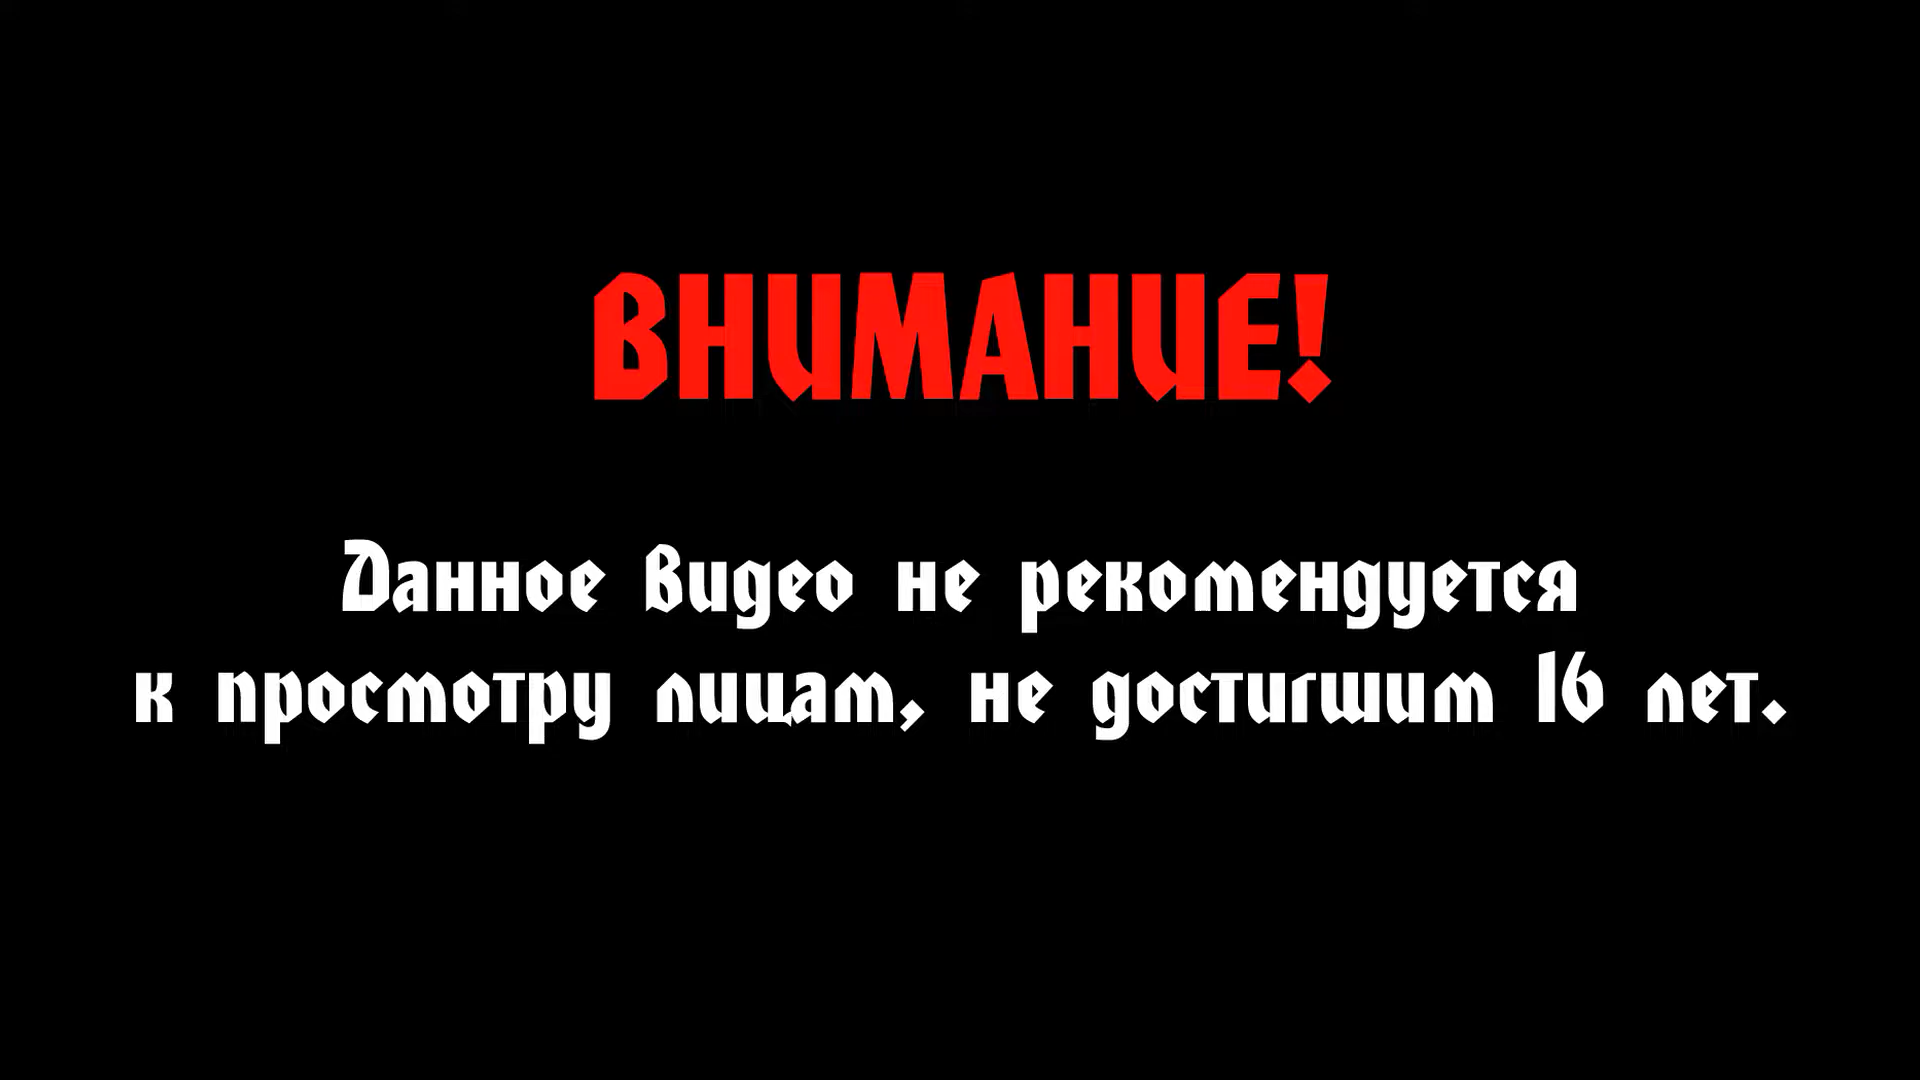 ВНИМАНИЕ!
Данное видео не рекомендуется
к просмотру лицам, не достигшим 16 лет.